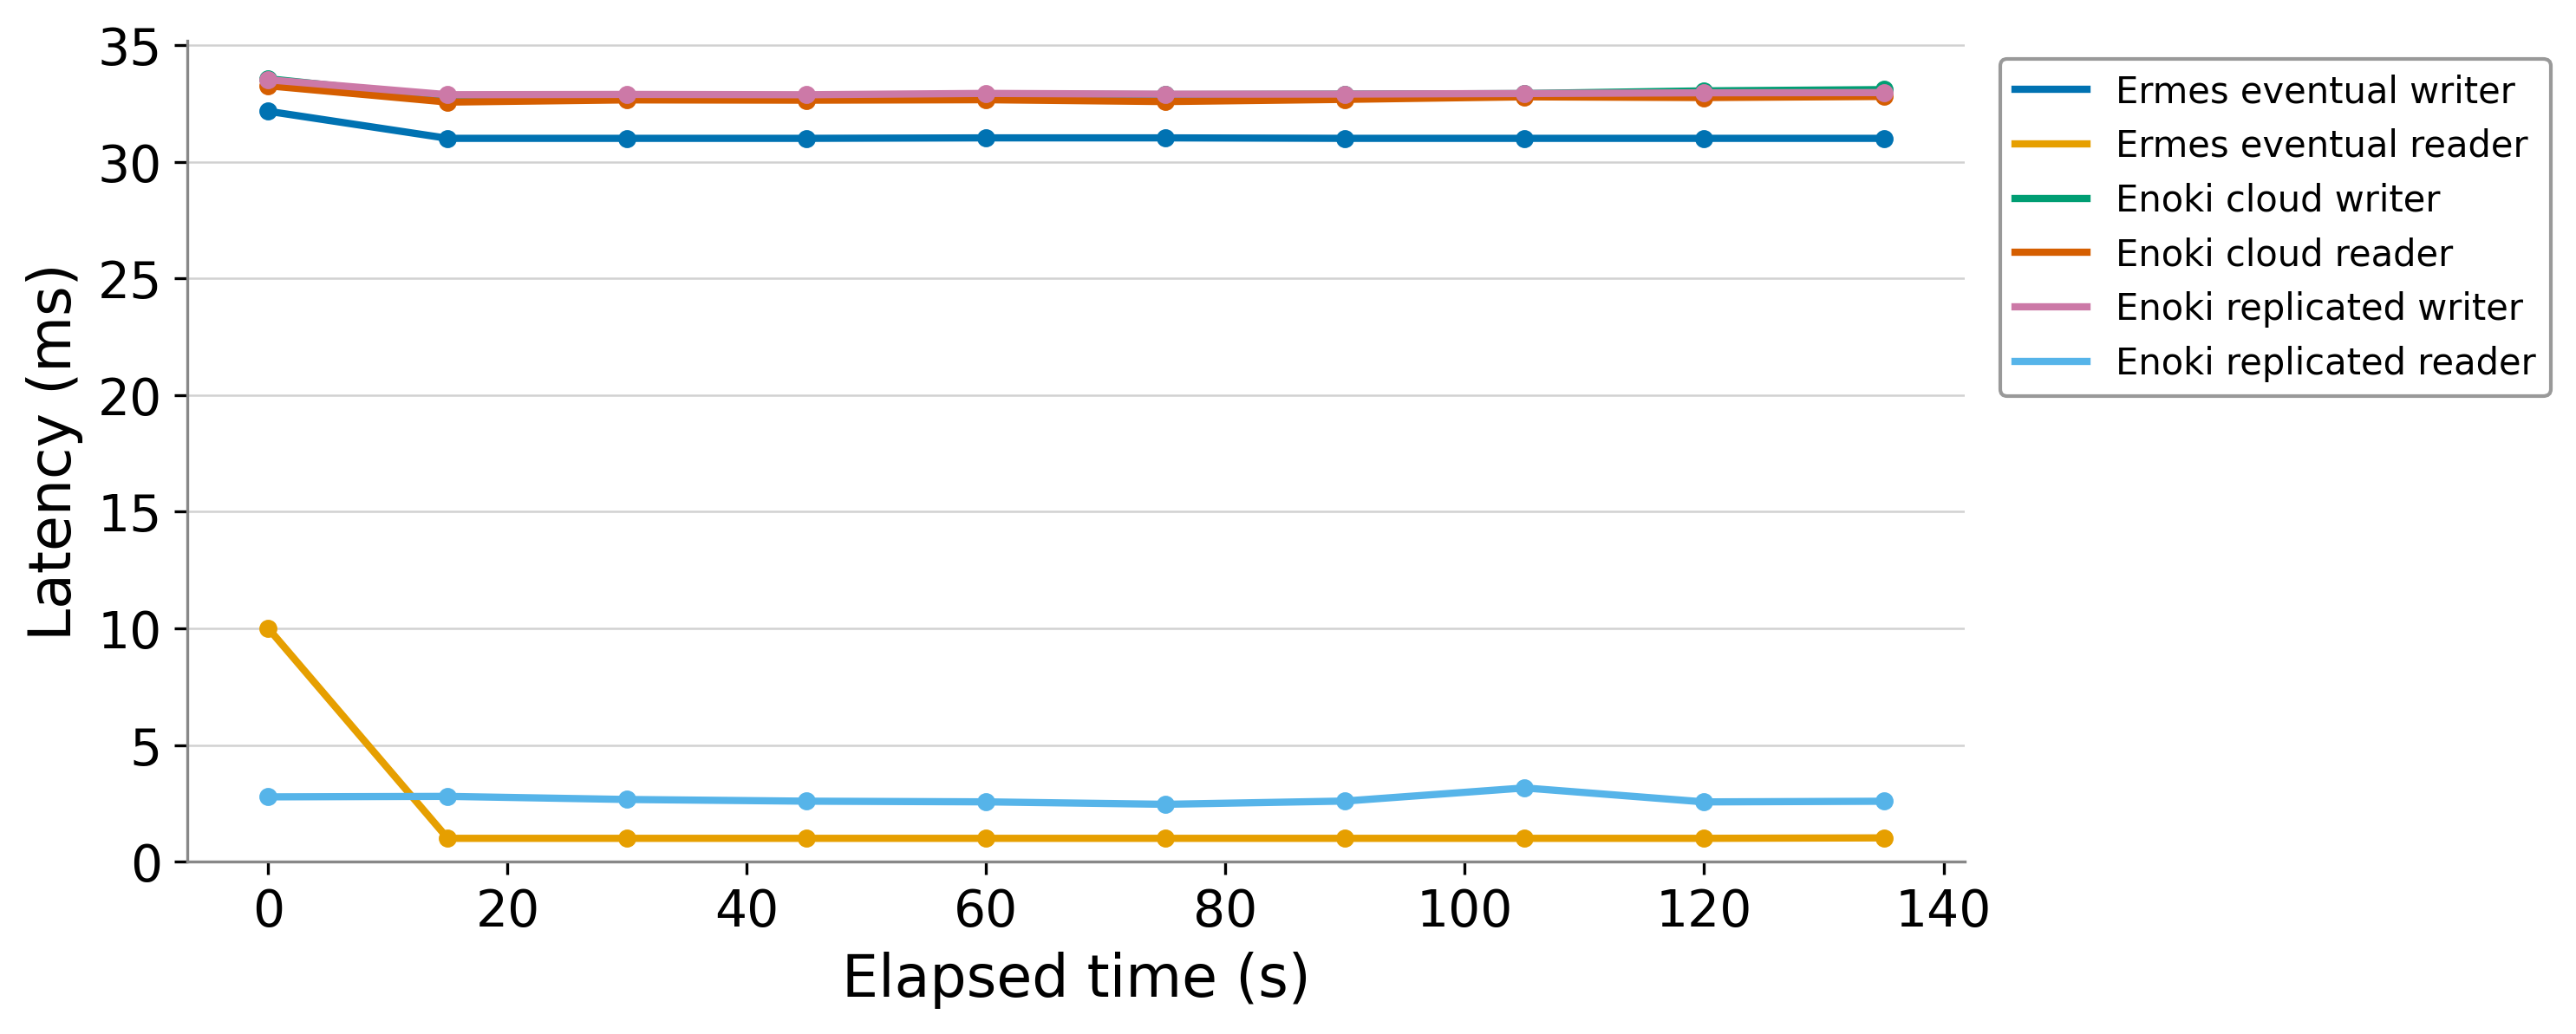 35
30
25
20
15
10
5
0
Latency (ms)
0 20 40 60 80 100 120 140
Elapsed time (s)
Ermes eventual writer
Ermes eventual reader
Enoki cloud writer
Enoki cloud reader
Enoki replicated writer
Enoki replicated reader